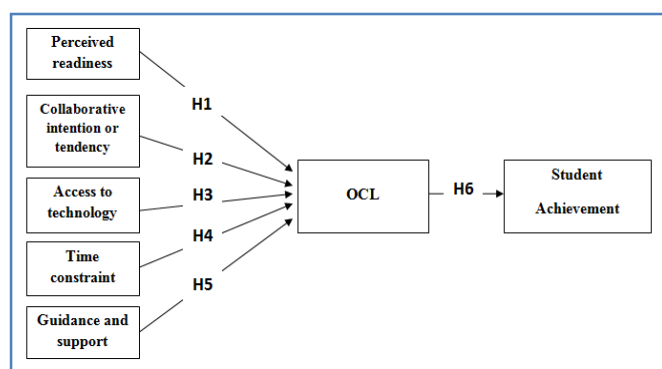 Perceived
readiness
H1
Collaborative
intention or
tendency
H2
Access to
technology
H3
Time
constraint
H4
Guidance and
support
H5
OCL
H6
Student
Achievement